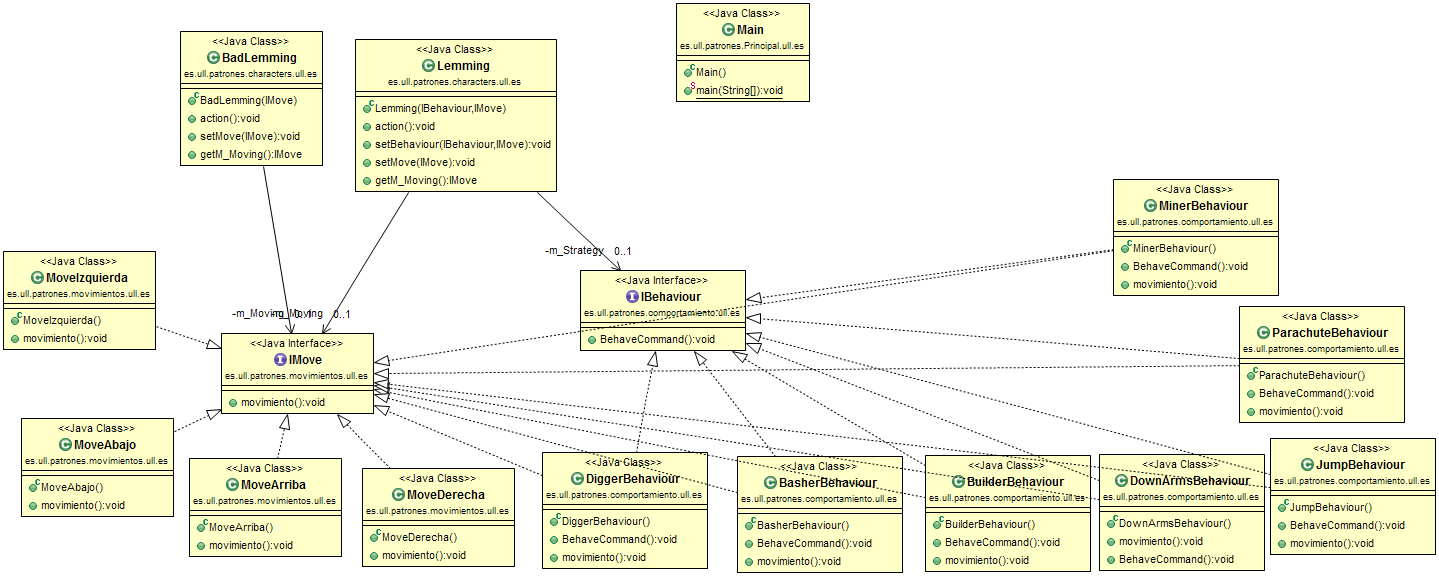 <<Java Class>>
Main
es.ull.patrones.Principal.ull.es
Main()
main(String[]):void
<<Java Class>>
BadLemming
es.ull.patrones.characters.ull.es
BadLemming(IMove)
action():void
setMove(IMove):void
getM_Moving():IMove
<<Java Class>>
Lemming
es.ull.patrones.characters.ull.es
Lemming(IBehaviour,IMove)
action():void
setBehaviour(IBehaviour,IMove):void
setMove(IMove):void
getM_Moving():IMove
<<Java Class>>
MinerBehaviour
es.ull.patrones.comportamiento.ull.es
MinerBehaviour()
BehaveCommand():void
movimiento():void
-m_Strategy 0..1
<<Java Class>>
MoveIzquierda
es.ull.patrones.movimientos.ull.es
MoveIzquierda()
movimiento():void
<<Java Interface>>
IBehaviour
es.ull.patrones.comportamiento.ull.es
BehaveCommand():void
-m_Moving 0..1
-m_Moving 0..1
<<Java Interface>>
IMove
es.ull.patrones.movimientos.ull.es
movimiento():void
<<Java Class>>
ParachuteBehaviour
es.ull.patrones.comportamiento.ull.es
ParachuteBehaviour()
BehaveCommand():void
movimiento():void
<<Java Class>>
MoveAbajo
es.ull.patrones.movimientos.ull.es
MoveAbajo()
movimiento():void
<<Java Class>>
MoveArriba
es.ull.patrones.movimientos.ull.es
MoveArriba()
movimiento():void
<<Java Class>>
MoveDerecha
es.ull.patrones.movimientos.ull.es
MoveDerecha()
movimiento():void
<<Java Class>>
DiggerBehaviour
es.ull.patrones.comportamiento.ull.es
DiggerBehaviour()
BehaveCommand():void
movimiento():void
<<Java Class>>
BasherBehaviour
es.ull.patrones.comportamiento.ull.es
BasherBehaviour()
BehaveCommand():void
movimiento():void
<<Java Class>>
BuilderBehaviour
es.ull.patrones.comportamiento.ull.es
BuilderBehaviour()
BehaveCommand():void
movimiento():void
<<Java Class>>
DownArmsBehaviour
es.ull.patrones.comportamiento.ull.es
DownArmsBehaviour()
movimiento():void
BehaveCommand():void
<<Java Class>>
JumpBehaviour
es.ull.patrones.comportamiento.ull.es
JumpBehaviour()
BehaveCommand():void
movimiento():void